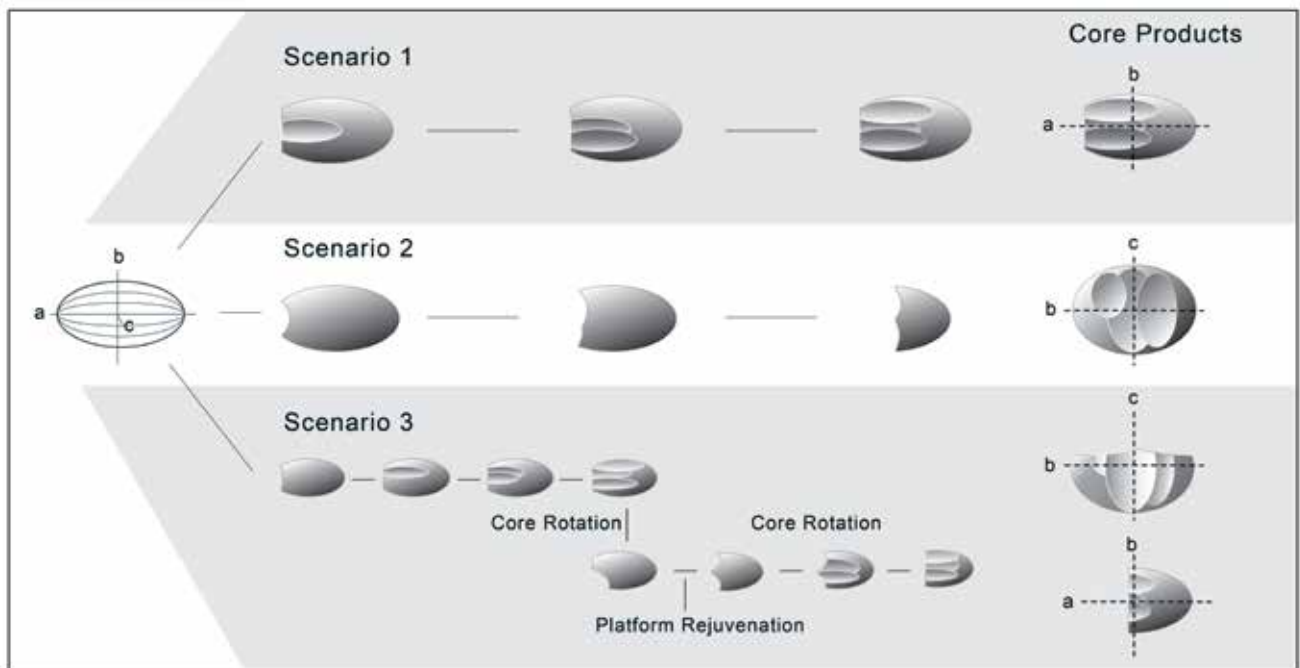 Core Products
Scenario 1
b
a
Scenario 2
c
b
b
a
c
Scenario 3
c
b
Core Rotation
Core Rotation
b
a
Platform Rejuvenation